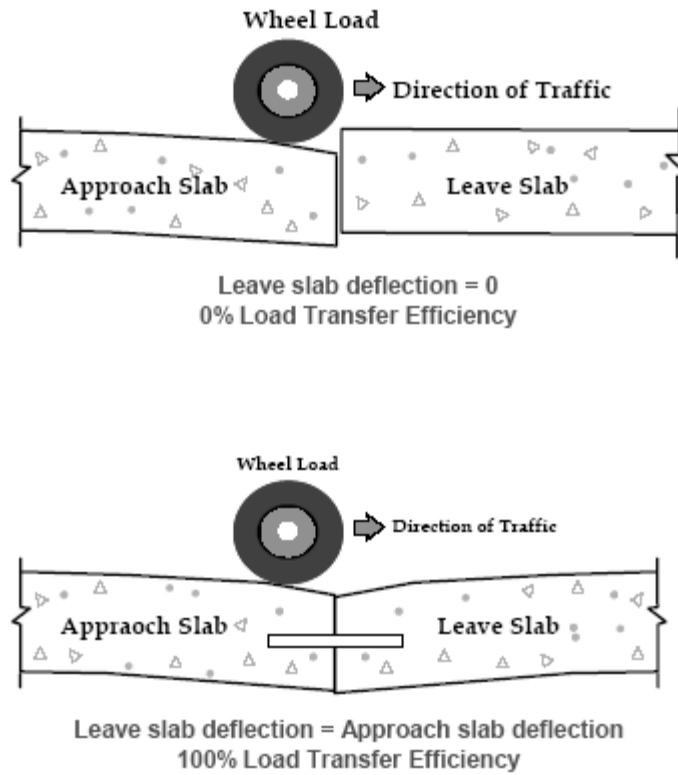 Wheel Load
Direction of Traffic
Approach Slab
Leave Slab
Leave slab deflection = 0
0% Load Transfer Efficiency
Wheel Load
Direction of Traffic
Appraoch Slab
Leave Slab
Leave slab deflection = Approach slab deflection
100% Load Transfer Efficiency